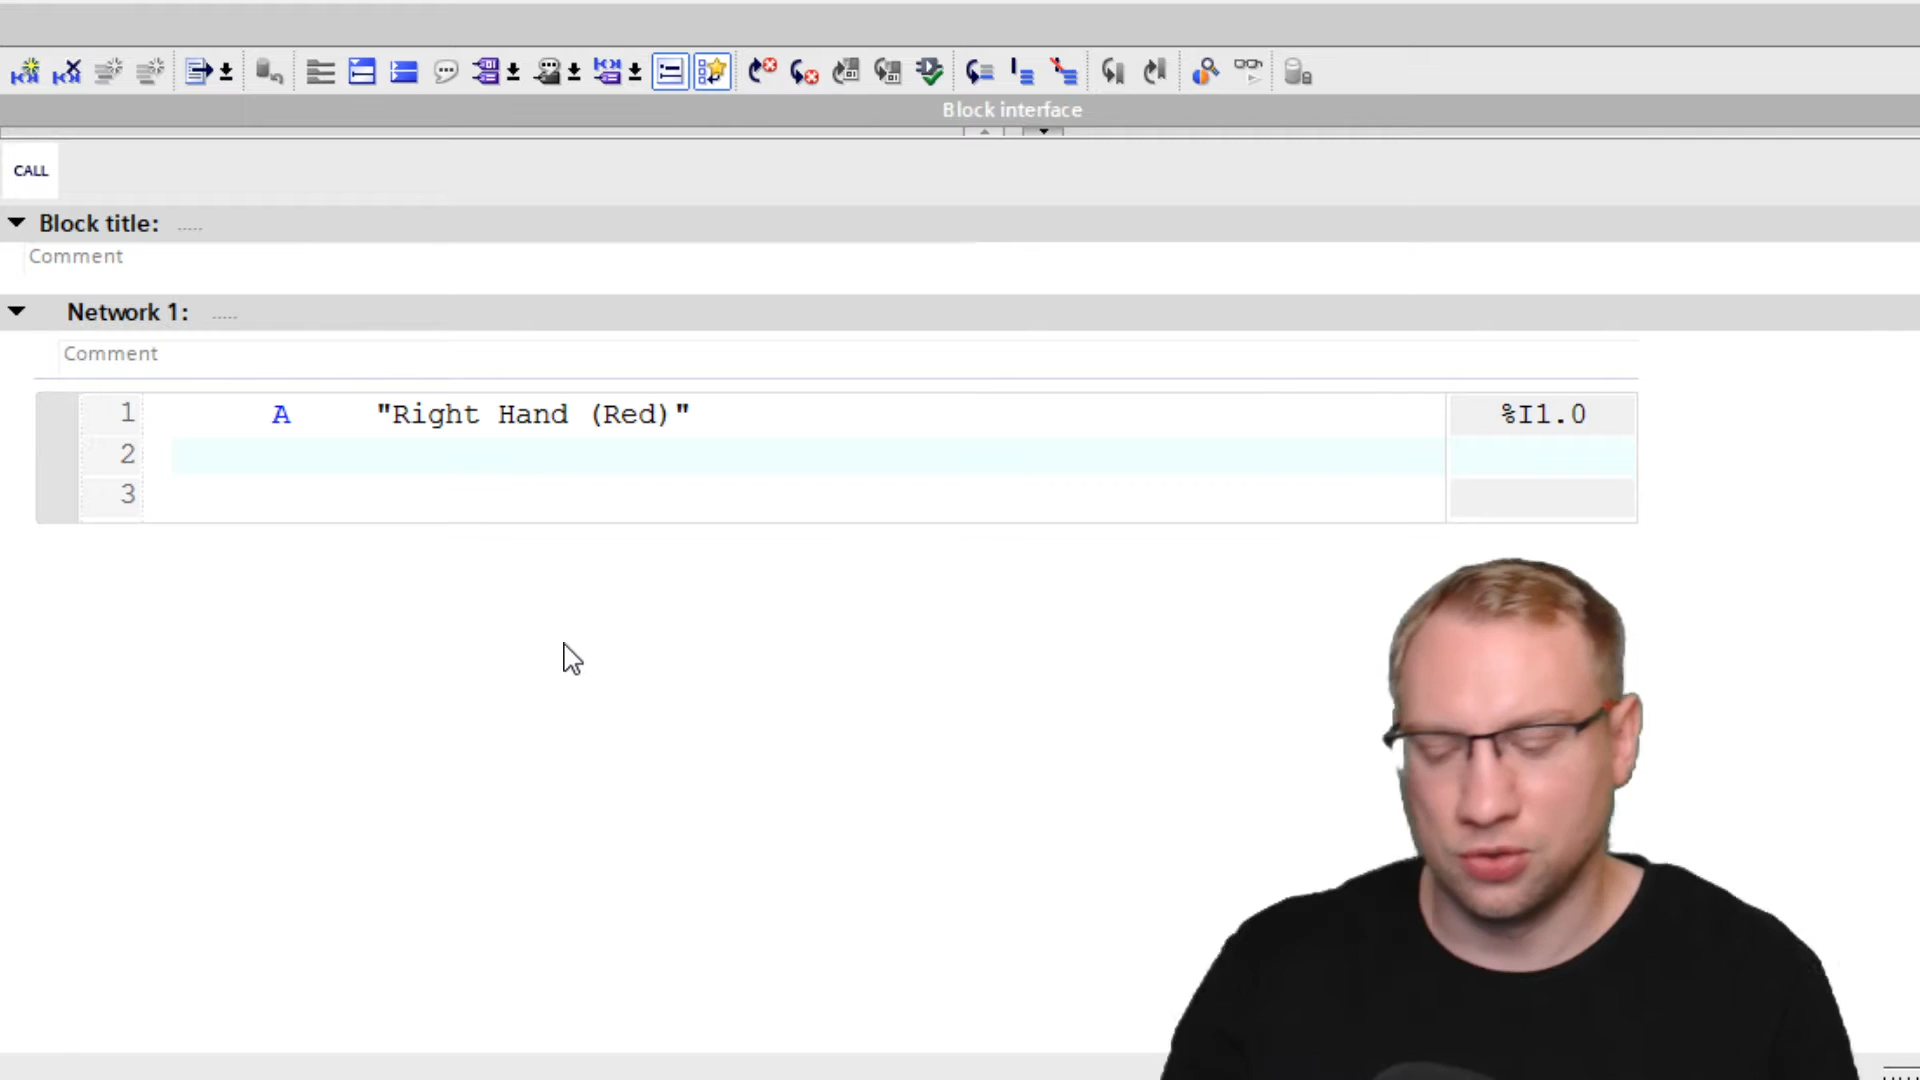 Block interface
CALL
Block title: .....
Comment
Network 1: .....
Comment
1 A "Right Hand (Red)" %I1.0
2
3